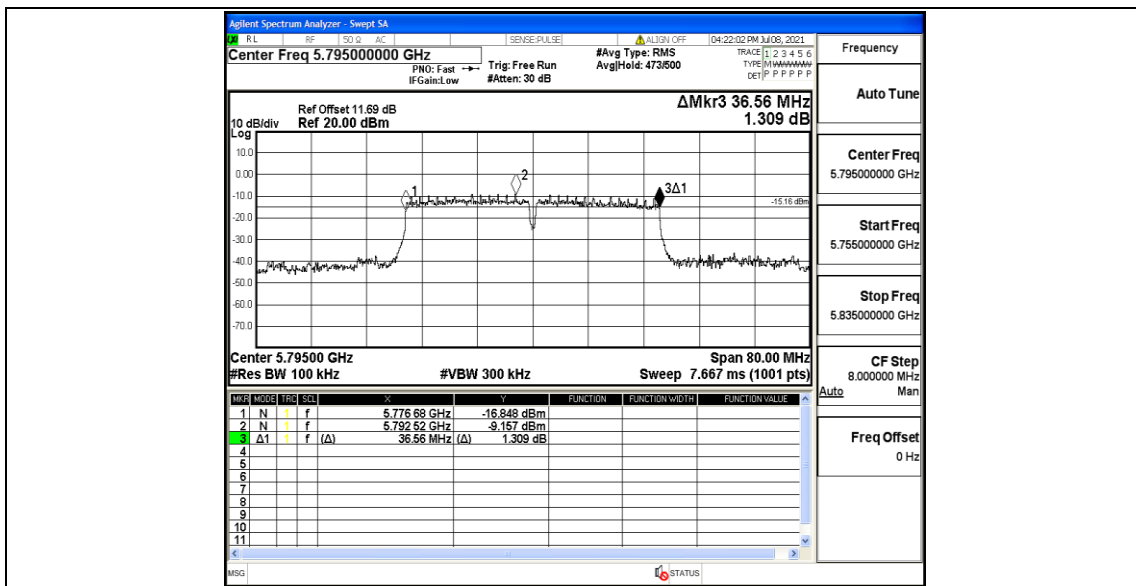 Agilent Spectrum Analyzer - Swept SA
RL RF 50 Ω AC SENSE:PULSE ALIGN OFF 04:22:02 PM Jul 08, 2021
Center Freq 5.795000000 GHz
#Avg Type: RMS
TRACE 1 2 3 4 5 6
PNO: Fast Trig: Free Run Avg|Hold: 473/500
TYPE M WWWWW
IFGain:Low #Atten: 30 dB
DET P P P P P P
Ref Offset 11.69 dB
ΔMkr3 36.56 MHz
10 dB/div Ref 20.00 dBm 1.309 dB
Log
10.0
0.00
-10.0
-20.0
-30.0
-40.0
-50.0
-60.0
-70.0
1
2
3Δ1
-15.16 dBm
Center 5.79500 GHz Span 80.00 MHz
#Res BW 100 kHz #VBW 300 kHz Sweep 7.667 ms (1001 pts)
MKR MODE TRC SCL X Y FUNCTION FUNCTION WIDTH FUNCTION VALUE
1 N 1 f 5.776 68 GHz -16.848 dBm
2 N 1 f 5.792 52 GHz -9.157 dBm
3 Δ1 1 f (Δ) 36.56 MHz (Δ) 1.309 dB
4
5
6
7
8
9
10
11
MSG STATUS
Frequency
Auto Tune
Center Freq
5.795000000 GHz
Start Freq
5.755000000 GHz
Stop Freq
5.835000000 GHz
CF Step
8.000000 MHz
Auto Man
Freq Offset
0 Hz